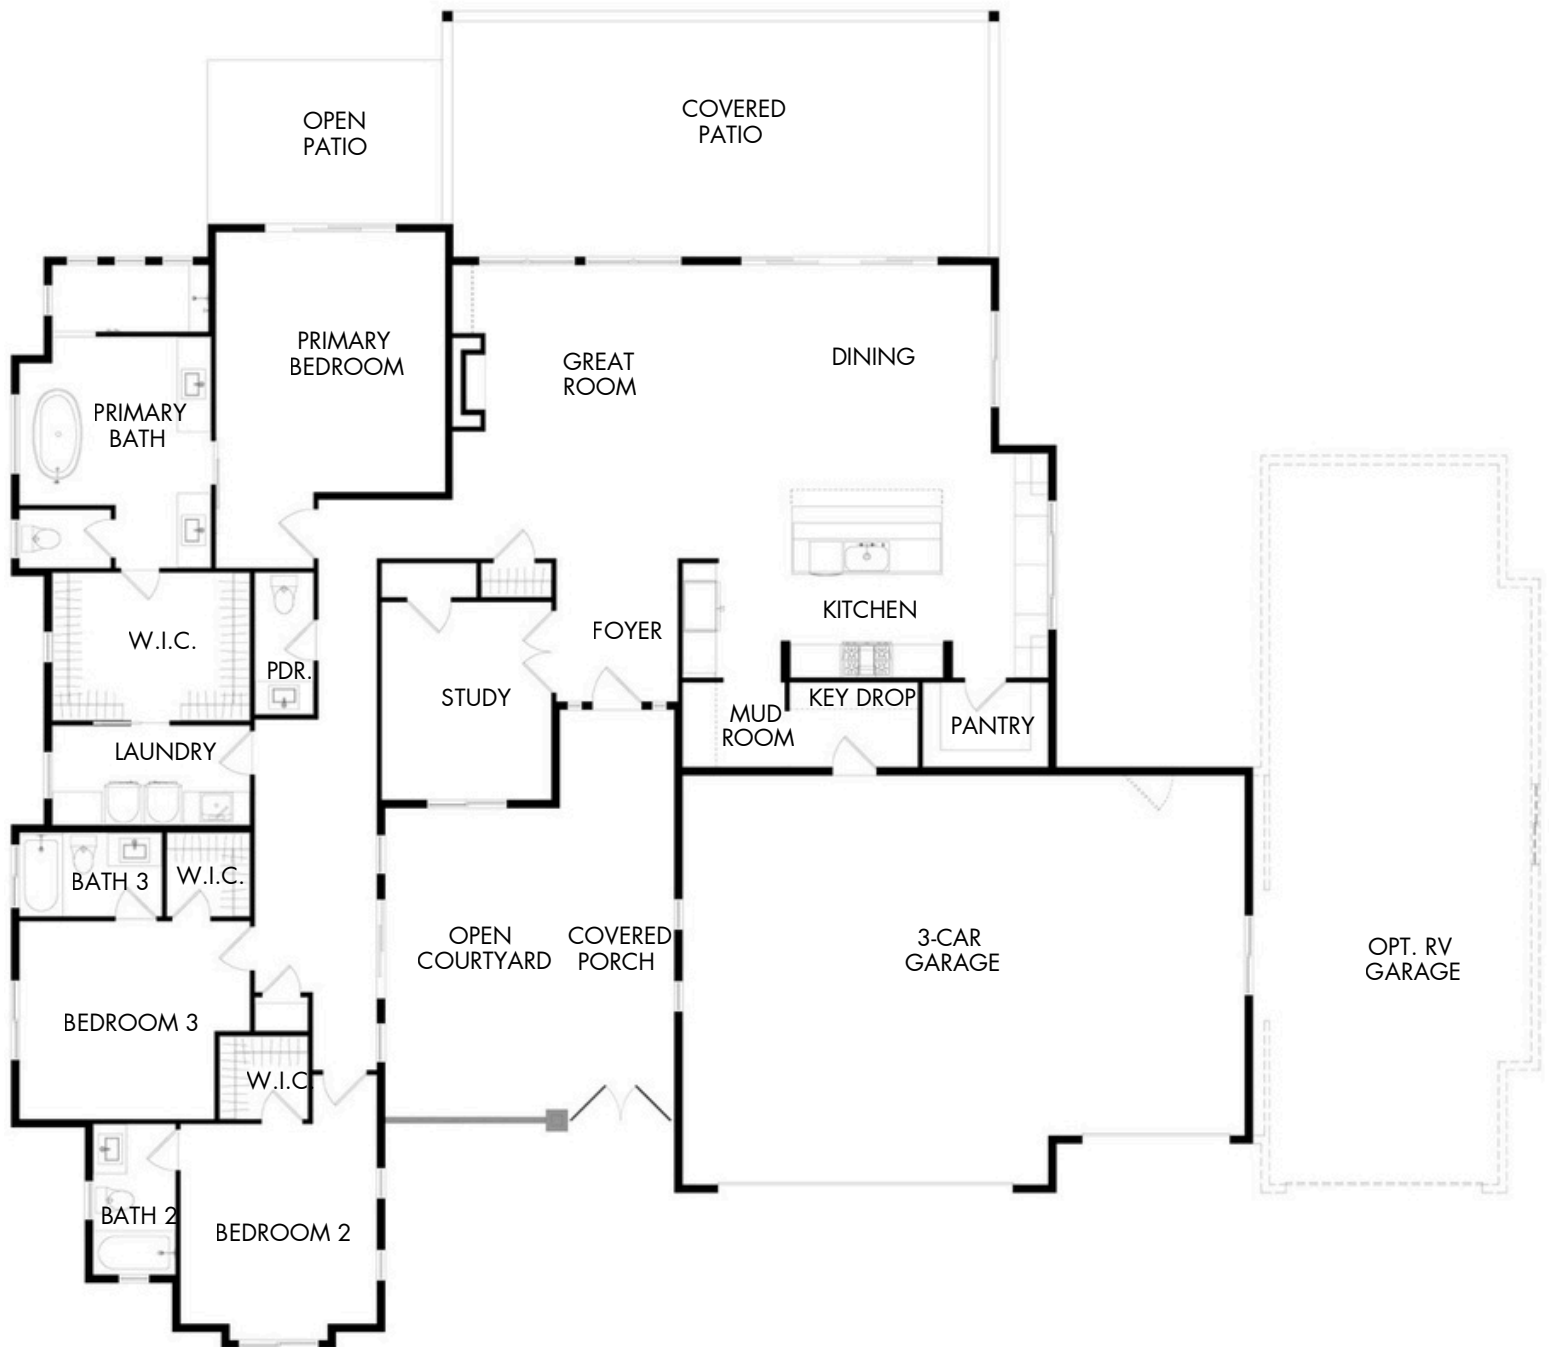 OPEN
PATIO
COVERED
PATIO
PRIMARY
BEDROOM
GREAT
ROOM
DINING
PRIMARY
BATH
KITCHEN
FOYER
W.I.C.
PDR.
STUDY
KEY DROP
MUD
ROOM
PANTRY
LAUNDRY
BATH 3
W.I.C.
OPEN
COURTYARD
COVERED
PORCH
3-CAR
GARAGE
OPT. RV
GARAGE
BEDROOM 3
W.I.C.
BATH 2
BEDROOM 2